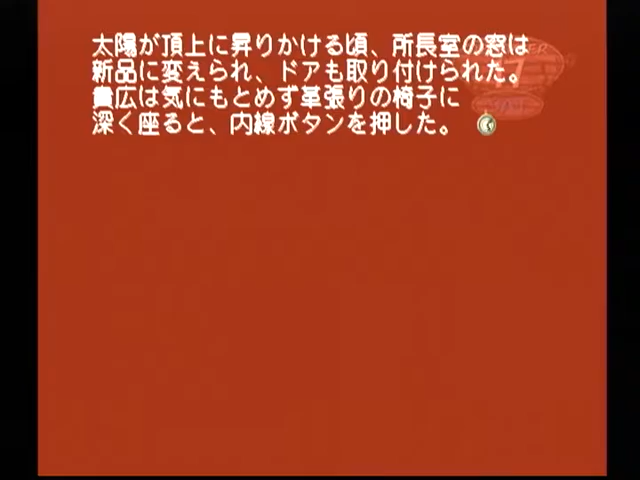 太陽が頂上に昇りかける頃、所長室の窓は
新品に変えられ、ドアも取り付けられた。
貴広は気にもとめず革張りの椅子に
深く座ると、内線ボタンを押した。
17